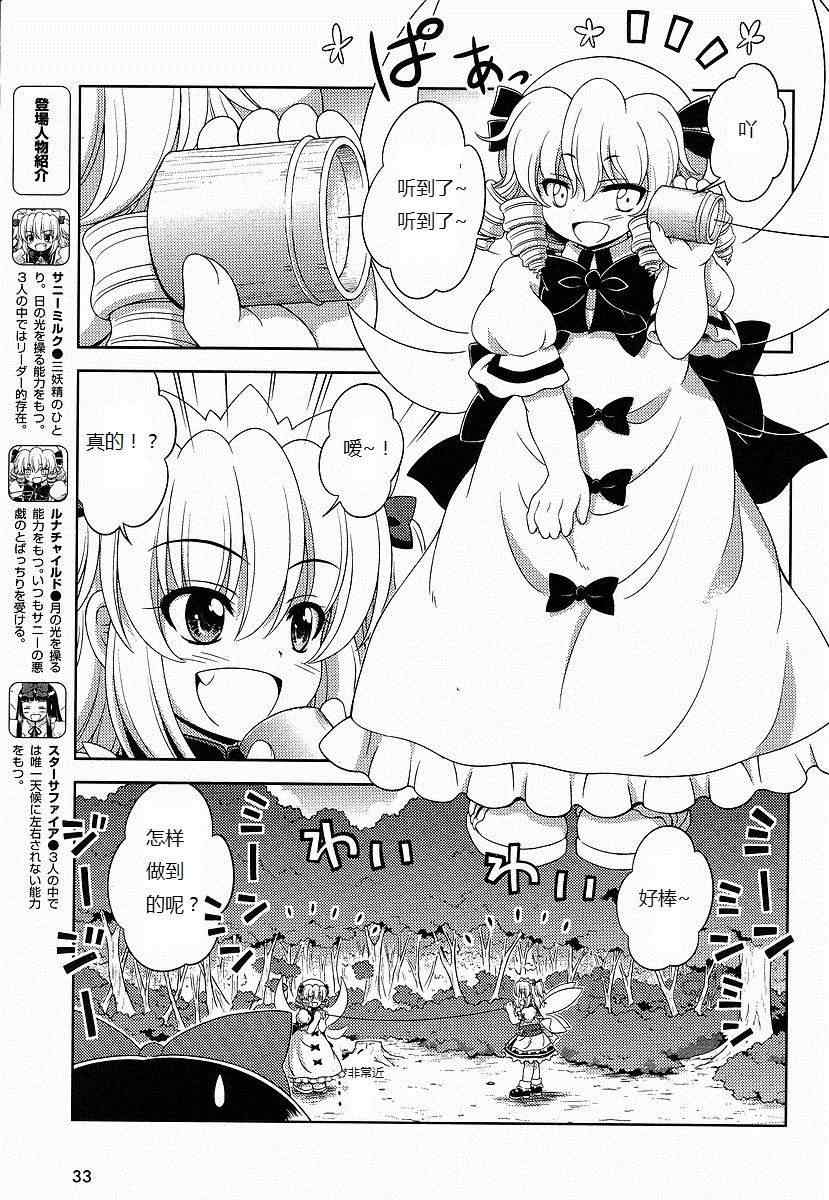 ぱあっ
吖
听到了~
听到了~
嗳~！
真的！？
わいわい
好棒~
怎样
做到
的呢？
ミーン
ミーン
ジーー
ジーー
非常近
登場人物紹介
サニーミルク●三妖精のひと
り。日の光を操る能力をもつ。
3人の中ではリーダー的存在。
ルナチャイルド●月の光を操る
能力をもつ。いつもサニーの悪
戯のとばっちりを受ける。
スターサファイア●3人の中で
は唯一天候に左右されない能力
をもつ。
33